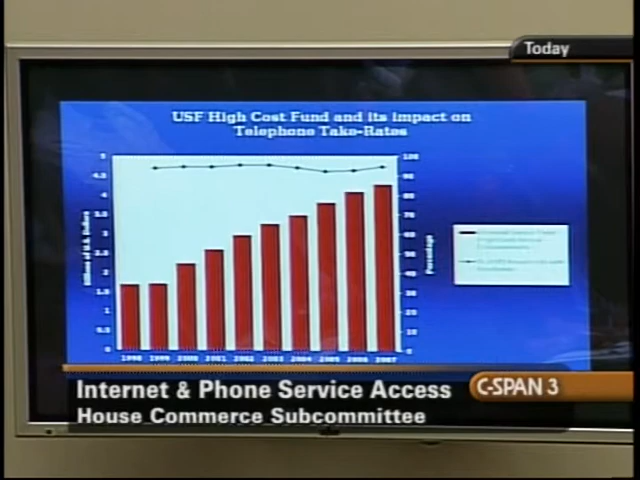 Today
USF High Cost Fund and its impact on
Telephone Take-Rates
5
100
4.5
90
4
80
3.5
70
3
60
2.5
50
2
40
1.5
30
1
20
0.5
10
0
0
Billions of U.S. Dollars
Percentage
1998 1999 2000 2001 2002 2003 2004 2005 2006 2007
Internet & Phone Service Access
C-SPAN 3
House Commerce Subcommittee